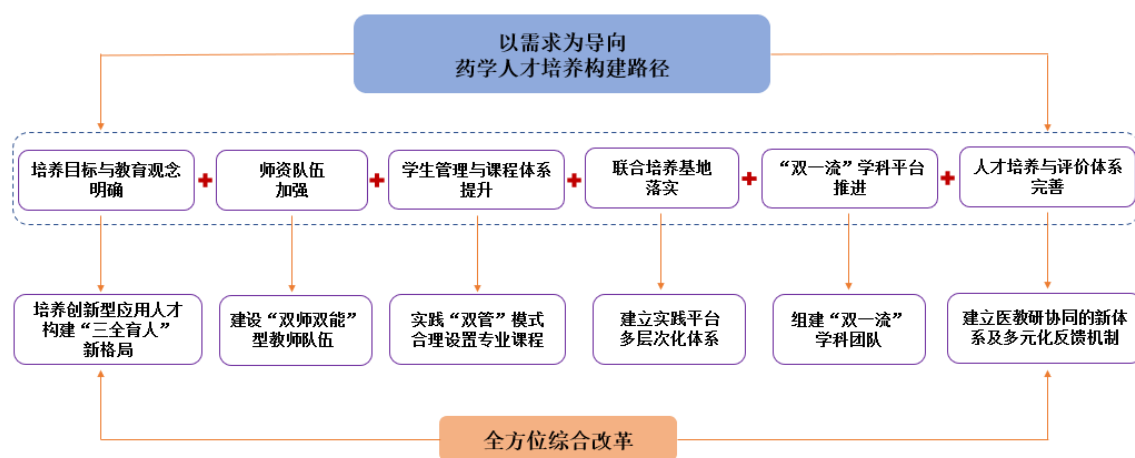 以需求为导向
药学人才培养构建路径
培养目标与教育观念
明确
师资队伍
加强
学生管理与课程体系
提升
联合培养基地
落实
“双一流”学科平台
推进
人才培养与评价体系
完善
培养创新型应用人才
构建“三全育人”
新格局
建设“双师双能”
型教师队伍
实践“双管”模式
合理设置专业课程
建立实践平台
多层次化体系
组建“双一流”
学科团队
建立医教研协同的新体
系及多元化反馈机制
全方位综合改革